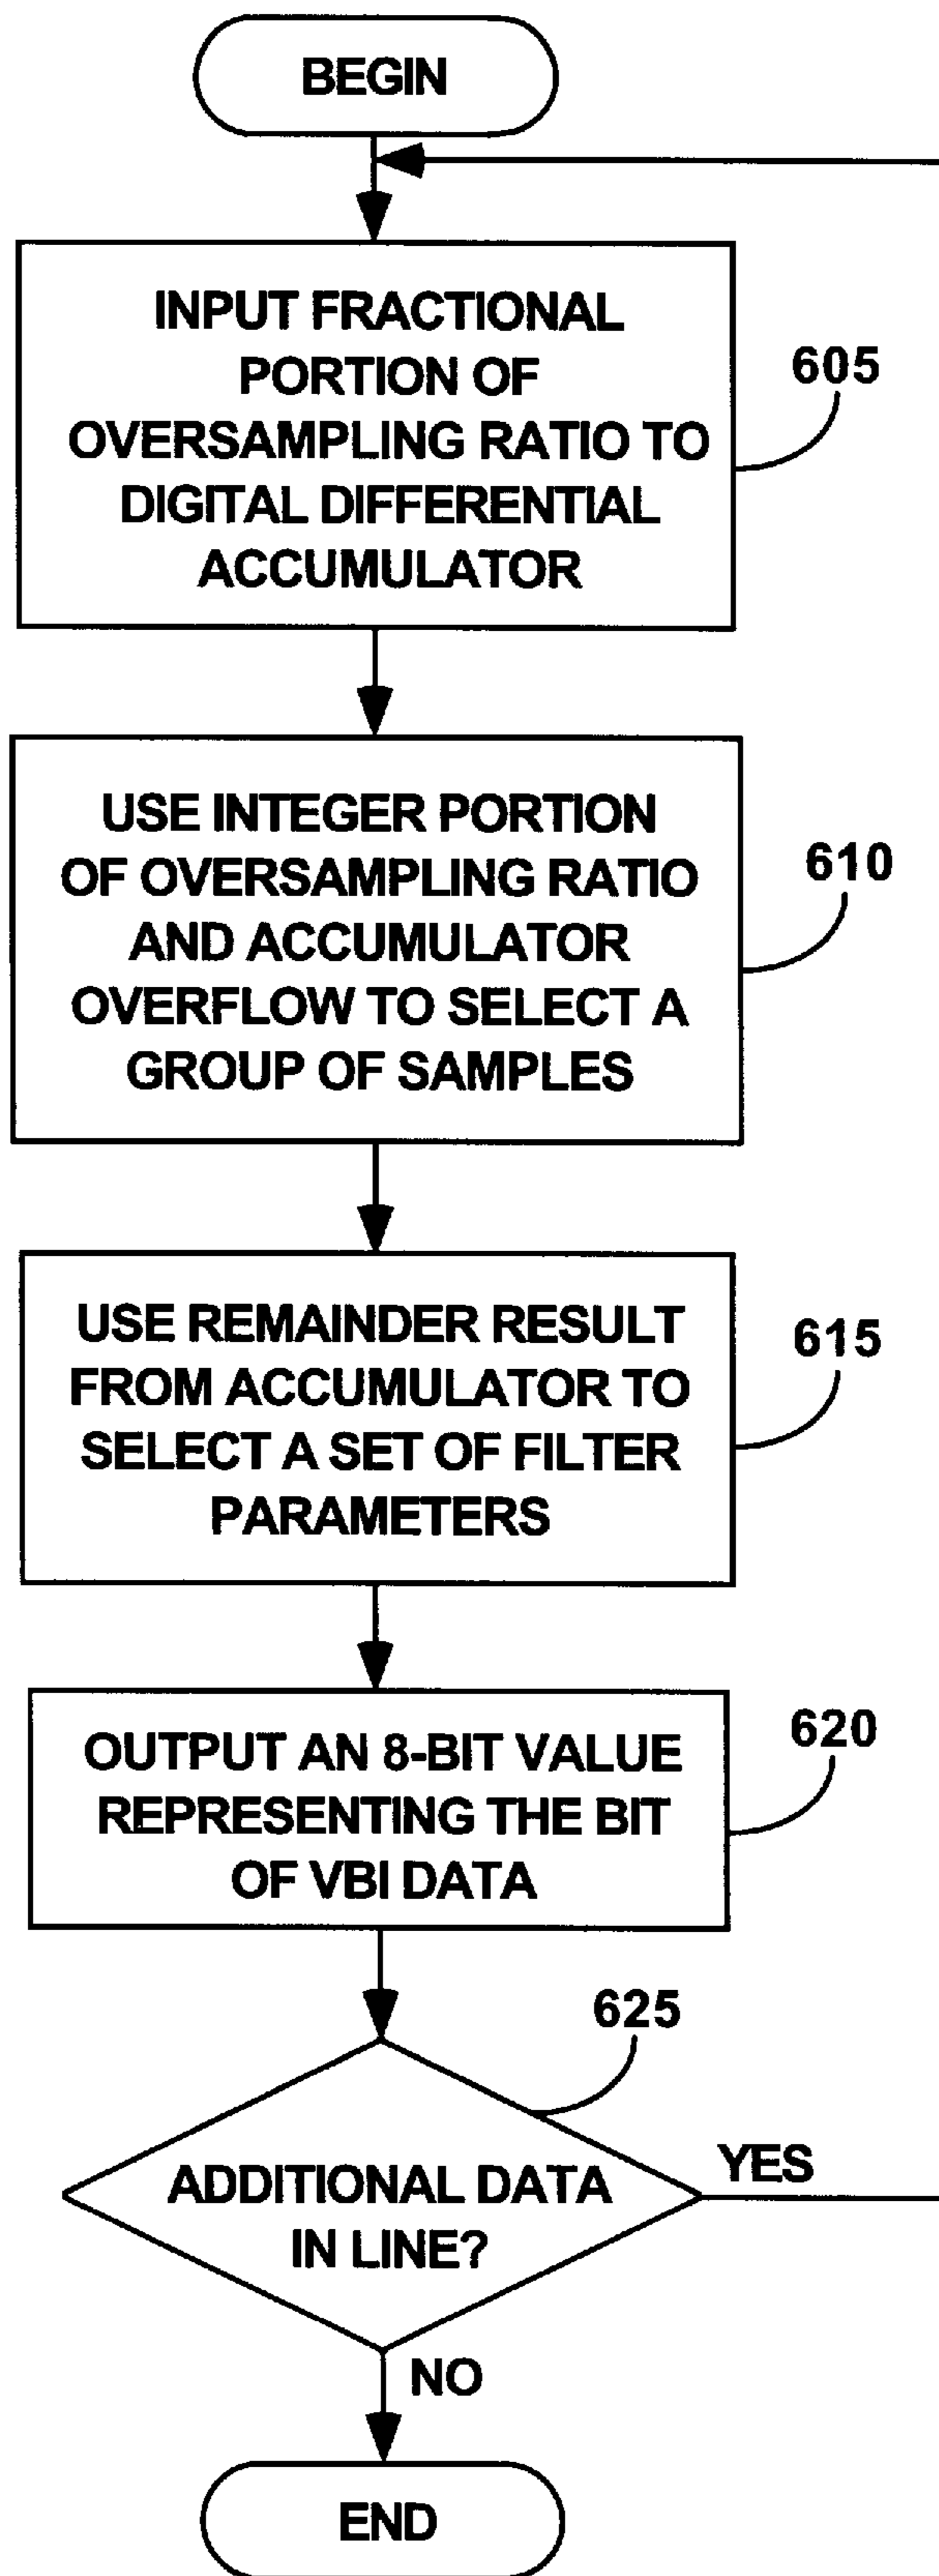 BEGIN
INPUT FRACTIONAL
PORTION OF
OVERSAMPLING RATIO TO
DIGITAL DIFFERENTIAL
ACCUMULATOR
605
USE INTEGER PORTION
OF OVERSAMPLING RATIO
AND ACCUMULATOR
OVERFLOW TO SELECT A
GROUP OF SAMPLES
610
USE REMAINDER RESULT
FROM ACCUMULATOR TO
SELECT A SET OF FILTER
PARAMETERS
615
OUTPUT AN 8-BIT VALUE
REPRESENTING THE BIT
OF VBI DATA
620
625
ADDITIONAL DATA
IN LINE?
YES
NO
END